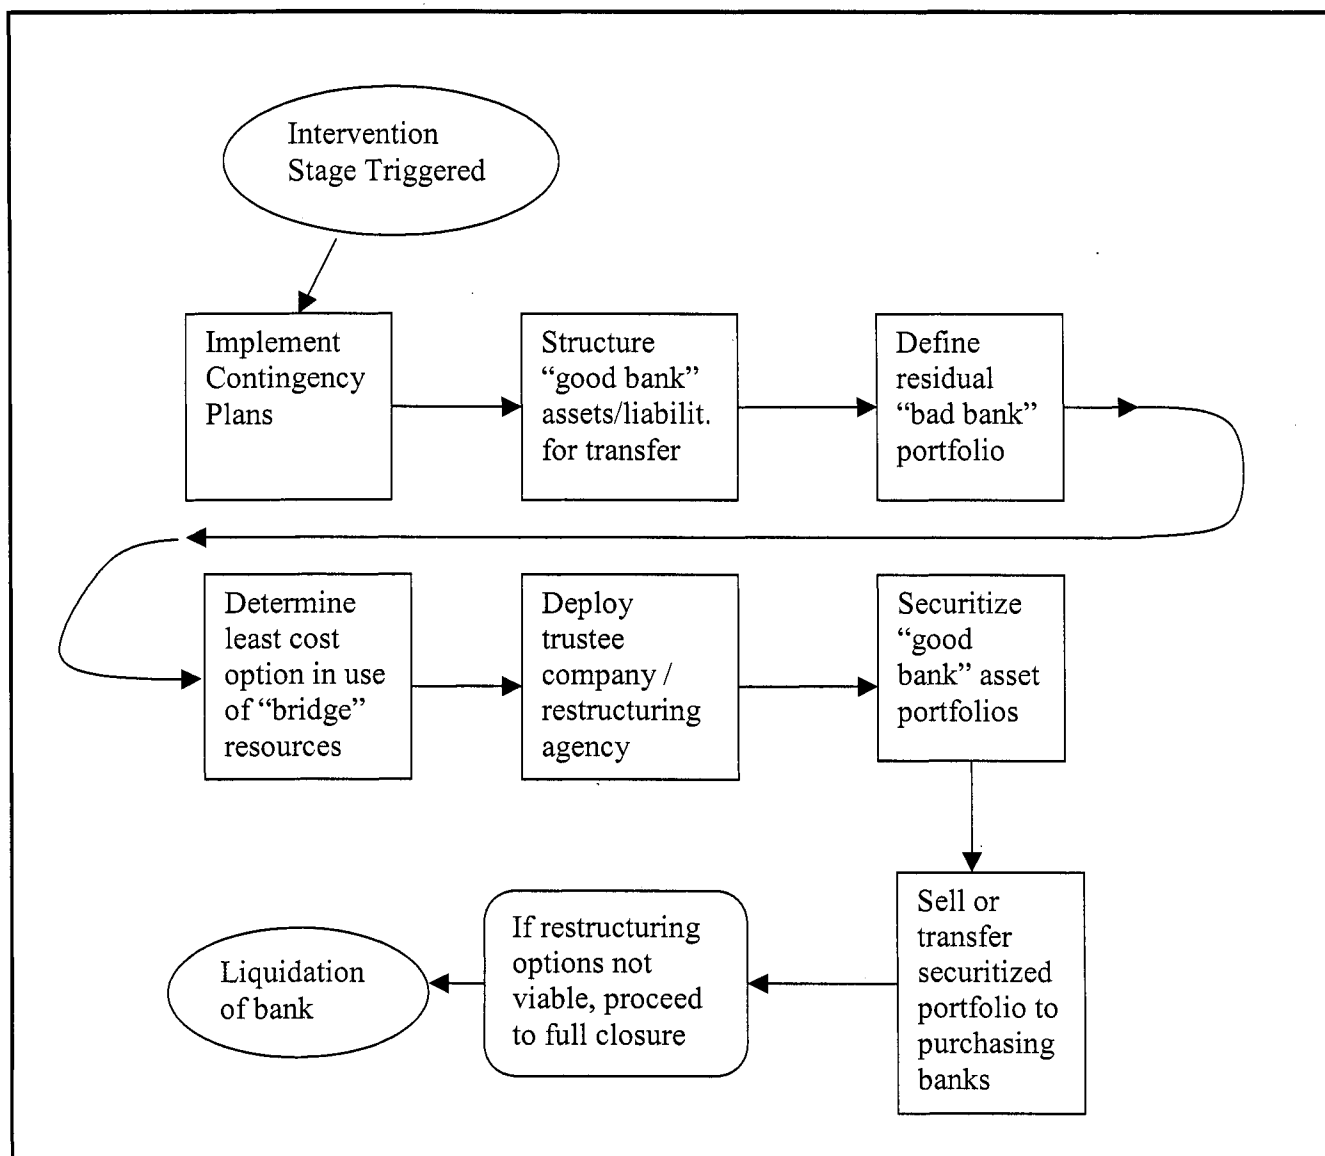 Intervention
Stage Triggered
Implement
Contingency
Plans
Structure
“good bank”
assets/liabilit.
for transfer
Define
residual
“bad bank”
portfolio
Determine
least cost
option in use
of “bridge”
resources
Deploy
trustee
company /
restructuring
agency
Securitize
“good
bank” asset
portfolios
Sell or
transfer
securitized
portfolio to
purchasing
banks
If restructuring
options not
viable, proceed
to full closure
Liquidation
of bank